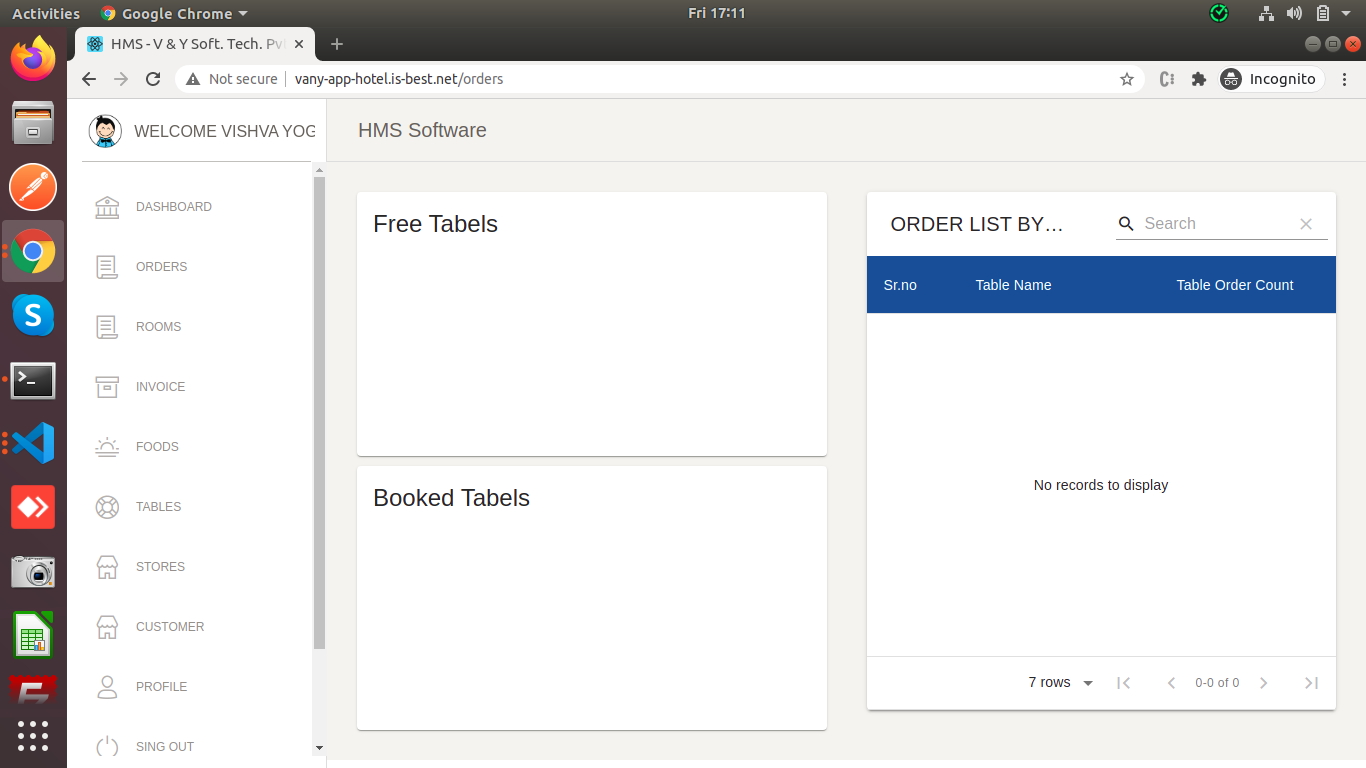 Activities Google Chrome Fri 17:11
HMS - V & Y Soft. Tech. Pvt
Not secure vany-app-hotel.is-best.net/orders Incognito
WELCOME VISHVA YOG
HMS Software
DASHBOARD
ORDERS
ROOMS
INVOICE
FOODS
TABLES
STORES
CUSTOMER
PROFILE
SING OUT
Free Tabels
Booked Tabels
ORDER LIST BY… Search
Sr.no Table Name Table Order Count
No records to display
7 rows 0-0 of 0